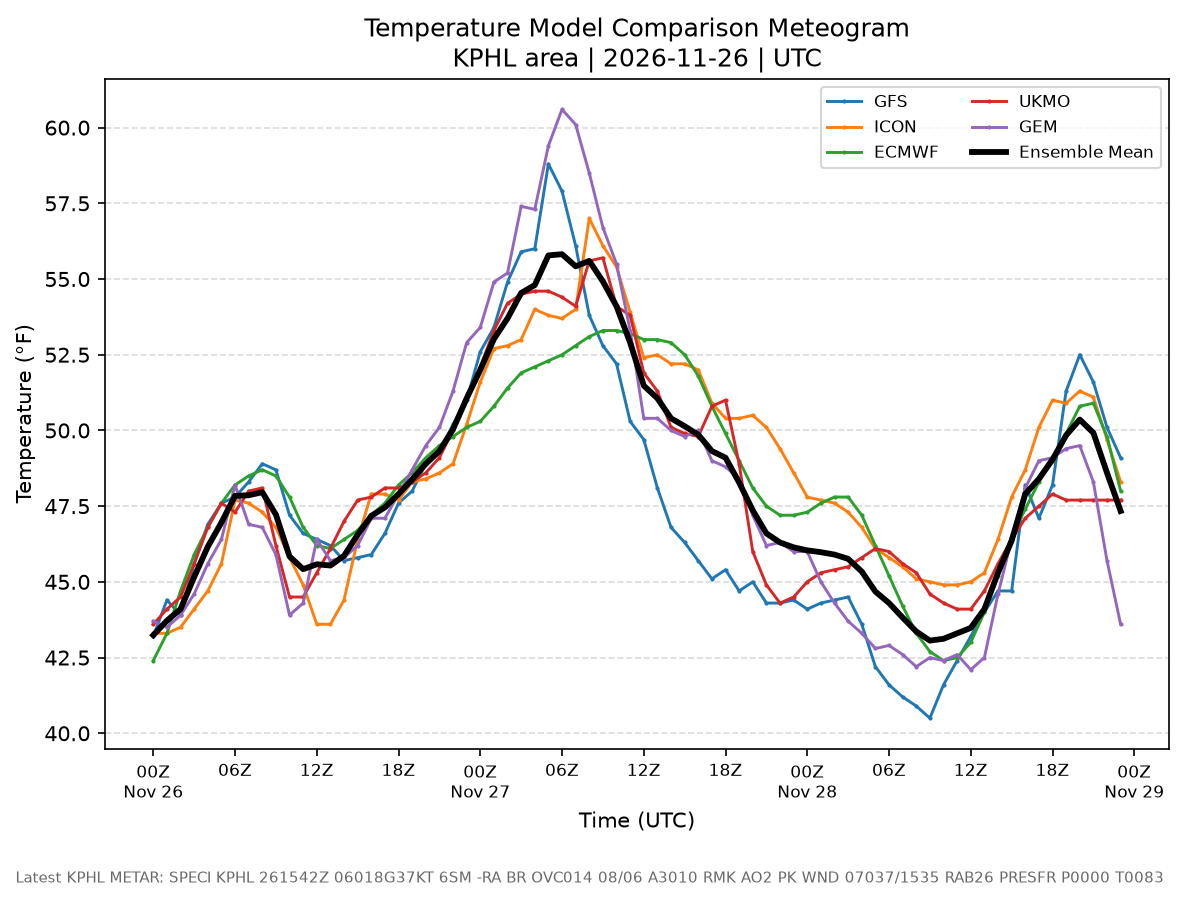 Temperature Model Comparison Meteogram
KPHL area | 2026-11-26 | UTC
GFS
ICON
ECMWF
UKMO
GEM
Ensemble Mean
Temperature (°F)
60.0
57.5
55.0
52.5
50.0
47.5
45.0
42.5
40.0
00Z 06Z 12Z 18Z 00Z 06Z 12Z 18Z 00Z 06Z 12Z 18Z 00Z
Nov 26 Nov 27 Nov 28 Nov 29
Time (UTC)
Latest KPHL METAR: SPECI KPHL 261542Z 06018G37KT 6SM -RA BR OVC014 08/06 A3010 RMK AO2 PK WND 07037/1535 RAB26 PRESFR P0000 T0083